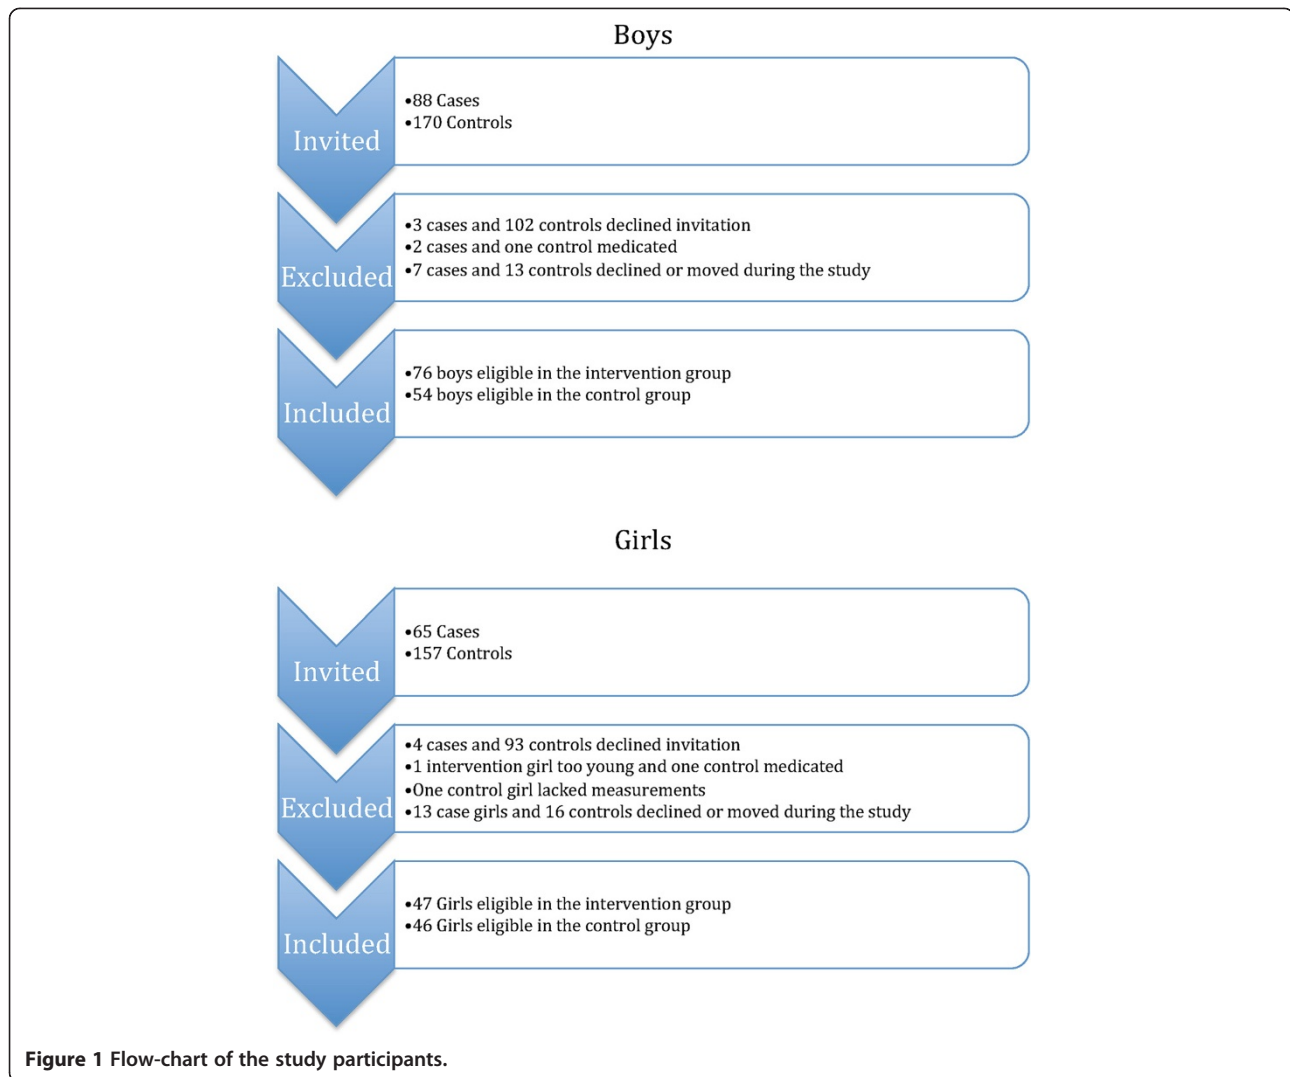 Boys
Invited
•88 Cases
•170 Controls
Excluded
•3 cases and 102 controls declined invitation
•2 cases and one control medicated
•7 cases and 13 controls declined or moved during the study
Included
•76 boys eligible in the intervention group
•54 boys eligible in the control group
Girls
Invited
•65 Cases
•157 Controls
Excluded
•4 cases and 93 controls declined invitation
•1 intervention girl too young and one control medicated
•One control girl lacked measurements
•13 case girls and 16 controls declined or moved during the study
Included
•47 Girls eligible in the intervention group
•46 Girls eligible in the control group
Figure 1 Flow-chart of the study participants.